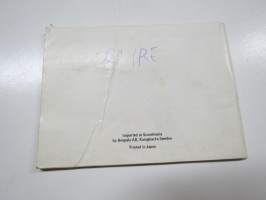 Imported to Scandinavia
by Bergsala AB, Kungsbacka Sweden
Printed in Japan